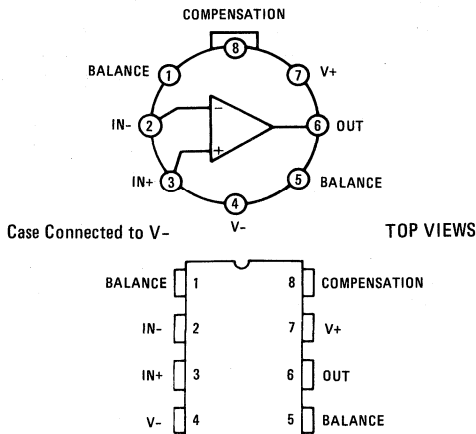 COMPENSATION
8
BALANCE 1 7 V+
IN- 2 - 6 OUT
+
IN+ 3 5 BALANCE
4
V-
Case Connected to V- TOP VIEWS
BALANCE 1 8 COMPENSATION
IN- 2 7 V+
IN+ 3 6 OUT
V- 4 5 BALANCE